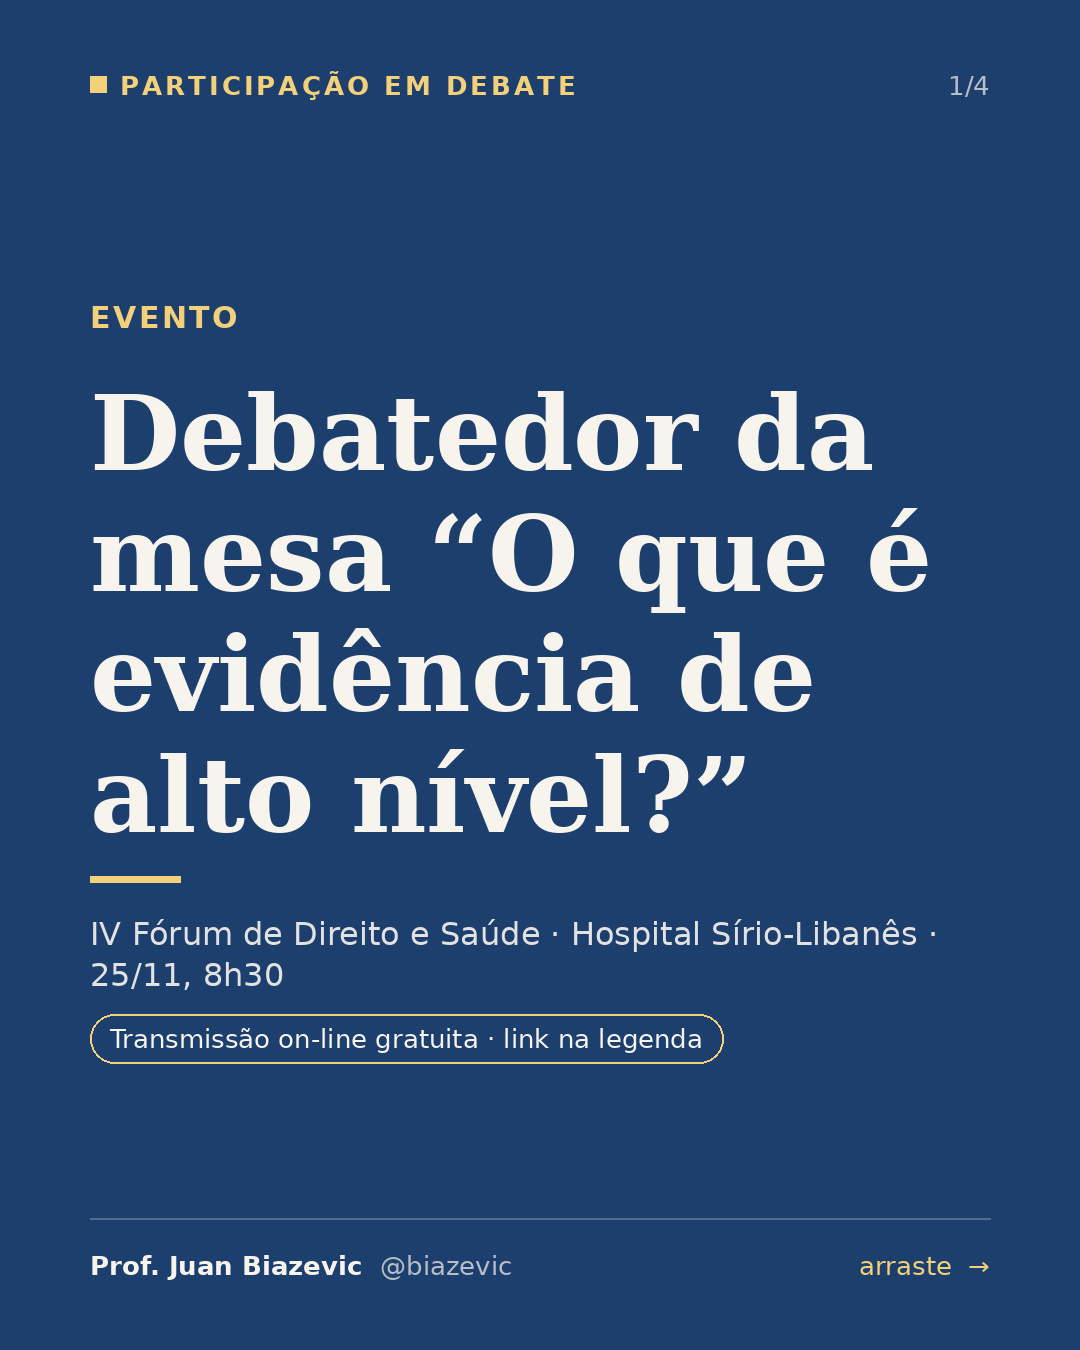 PARTICIPAÇÃO EM DEBATE
1/4
EVENTO
Debatedor da
mesa “O que é
evidência de
alto nível?”
IV Fórum de Direito e Saúde · Hospital Sírio-Libanês ·
25/11, 8h30
Transmissão on-line gratuita · link na legenda
Prof. Juan Biazevic @biazevic
arraste →